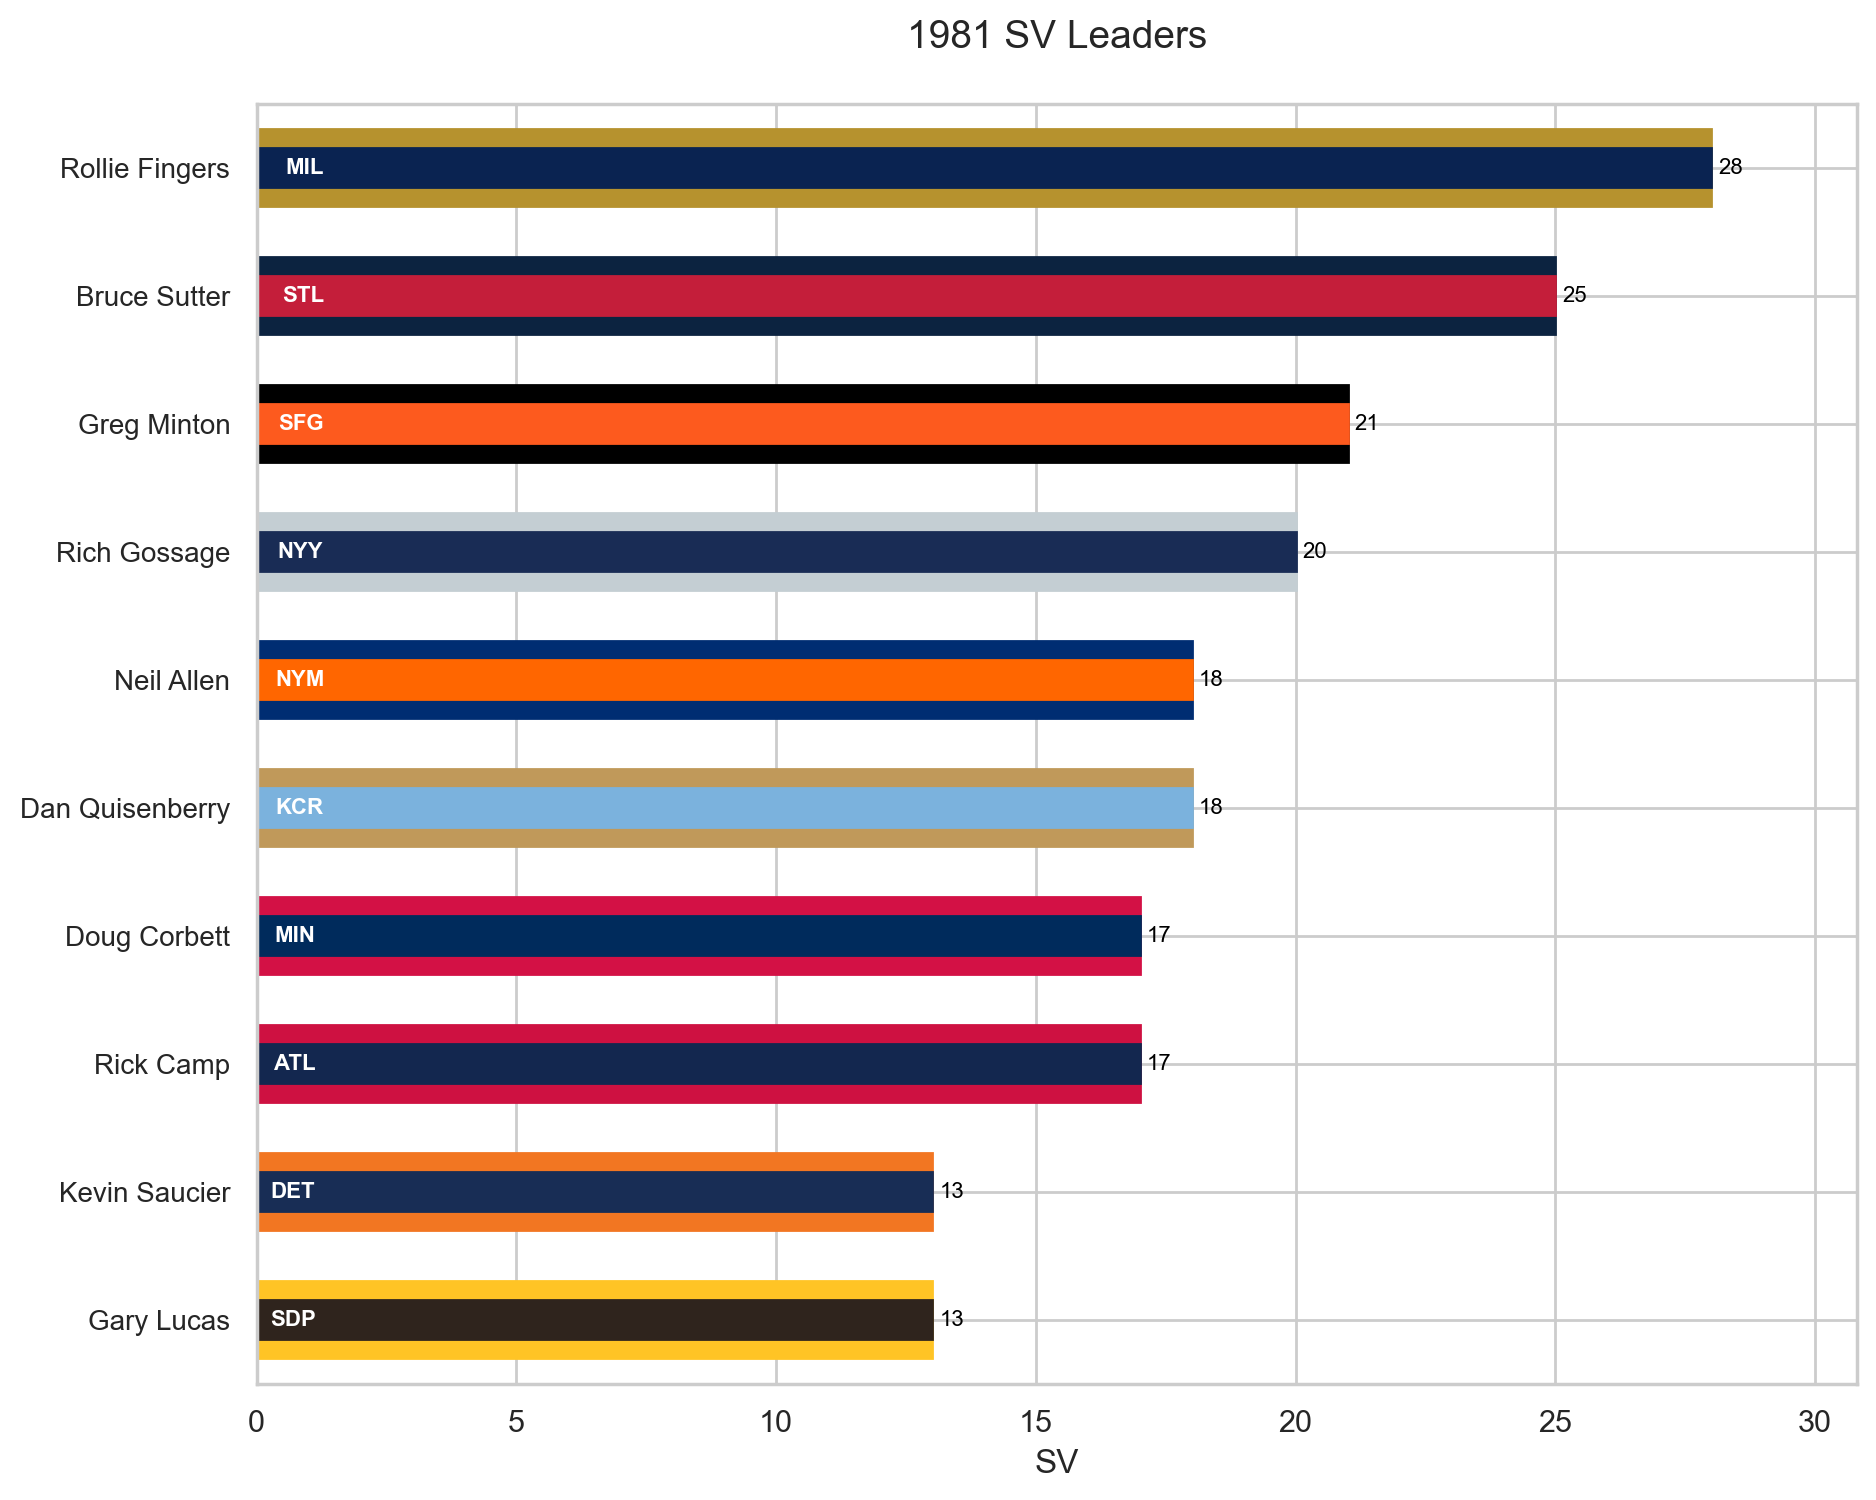 1981 SV Leaders
Rollie Fingers MIL 28
Bruce Sutter STL 25
Greg Minton SFG 21
Rich Gossage NYY 20
Neil Allen NYM 18
Dan Quisenberry KCR 18
Doug Corbett MIN 17
Rick Camp ATL 17
Kevin Saucier DET 13
Gary Lucas SDP 13
0 5 10 15 20 25 30
SV